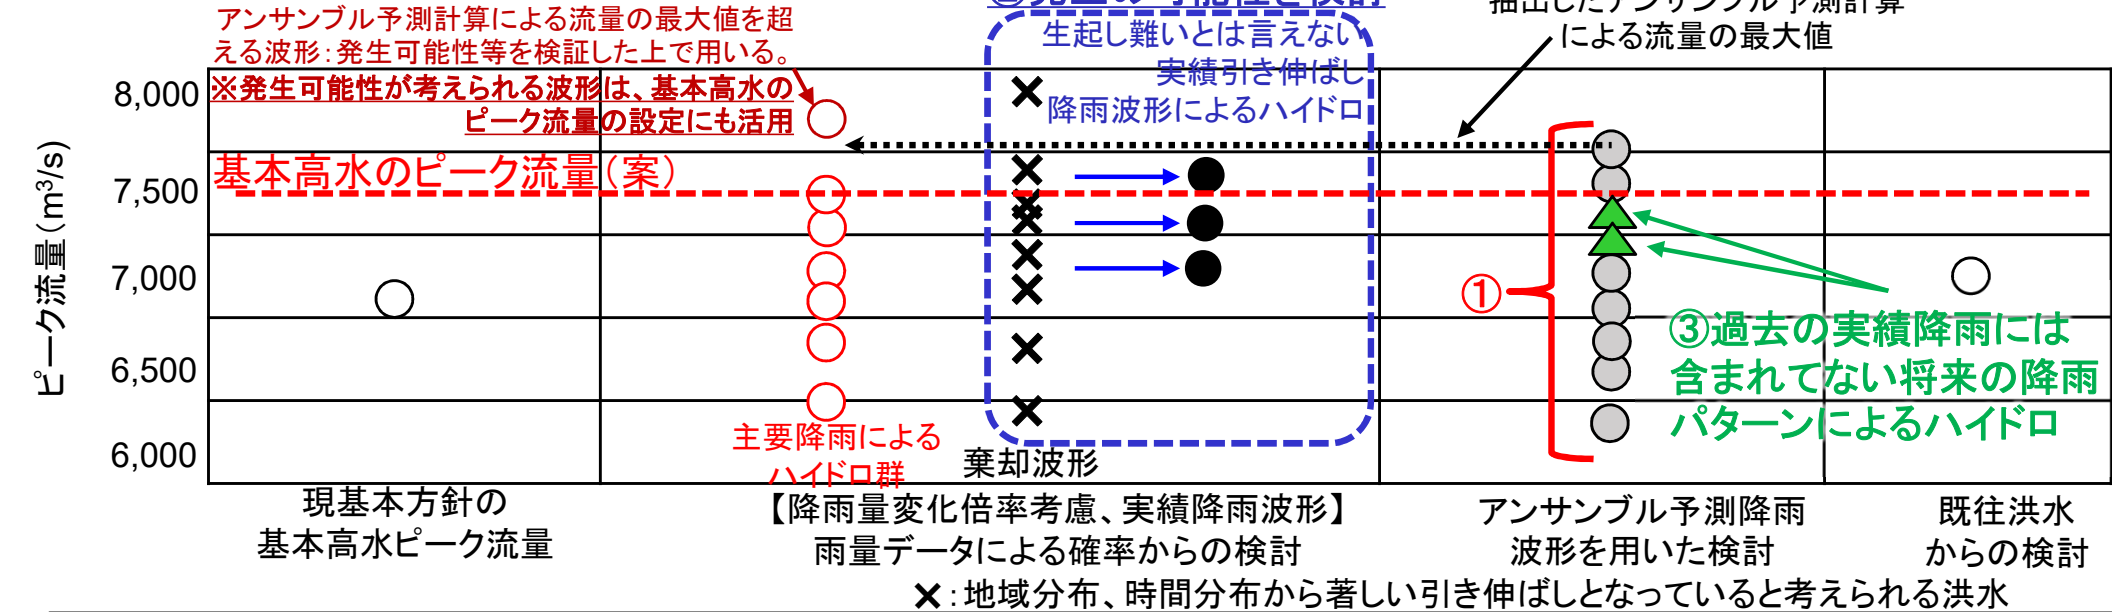 アンサンブル予測計算による流量の最大値を超
える波形：発生可能性等を検証した上で用いる。
※発生可能性が考えられる波形は、基本高水の
ピーク流量の設定にも活用
生起し難いとは言えない
実績引き伸ばし
降雨波形によるハイドロ
抽出したアンサンブル予測計算
による流量の最大値
ピーク流量（m³/s）
8,000
7,500
7,000
6,500
6,000
基本高水のピーク流量（案）
①
③過去の実績降雨には
含まれてない将来の降雨
パターンによるハイドロ
主要降雨による
ハイドロ群
棄却波形
現基本方針の
基本高水ピーク流量
【降雨量変化倍率考慮、実績降雨波形】
雨量データによる確率からの検討
アンサンブル予測降雨
波形を用いた検討
既往洪水
からの検討
×：地域分布、時間分布から著しい引き伸ばしとなっていると考えられる洪水